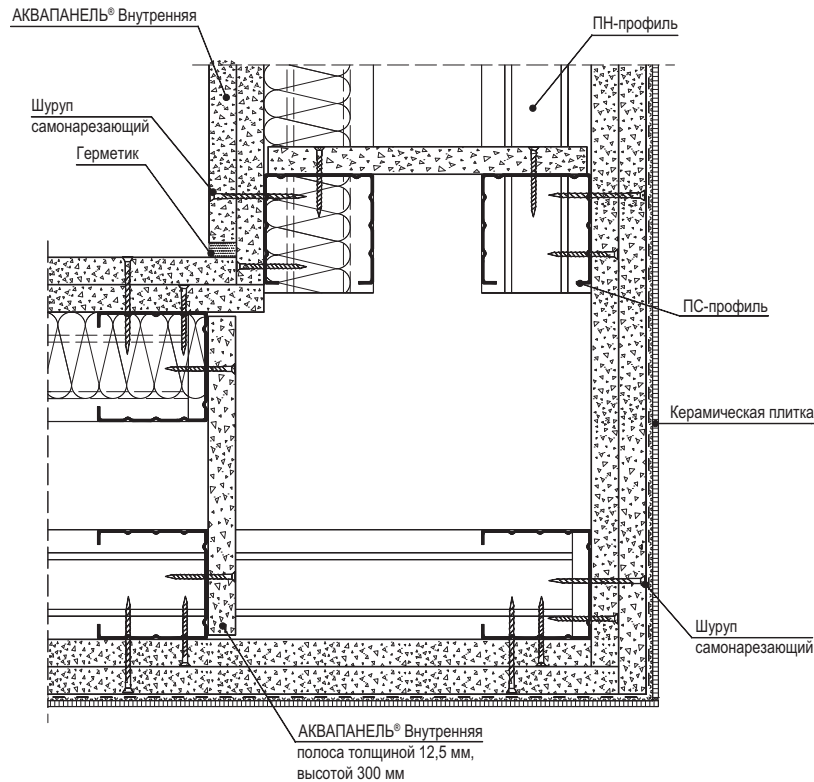 АКВАПАНЕЛЬ® Внутренняя
ПН-профиль
Шуруп
самонарезающий
Герметик
ПС-профиль
Керамическая плитка
Шуруп
самонарезающий
АКВАПАНЕЛЬ® Внутренняя
полоса толщиной 12,5 мм,
высотой 300 мм